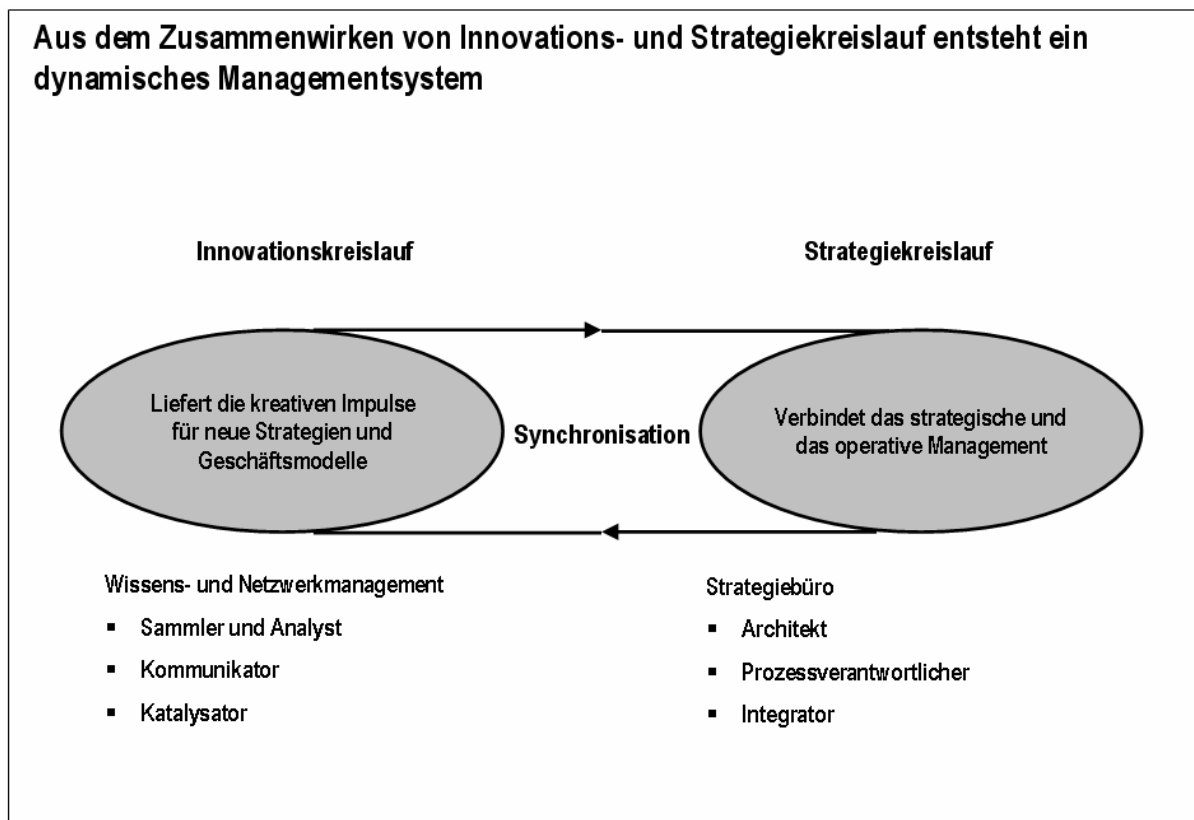 Aus dem Zusammenwirken von Innovations- und Strategiekreislauf entsteht ein
dynamisches Managementsystem
Innovationskreislauf
Strategiekreislauf
Liefert die kreativen Impulse
für neue Strategien und
Geschäftsmodelle
Synchronisation
Verbindet das strategische und
das operative Management
Wissens- und Netzwerkmanagement
▪ Sammler und Analyst
▪ Kommunikator
▪ Katalysator
Strategiebüro
▪ Architekt
▪ Prozessverantwortlicher
▪ Integrator